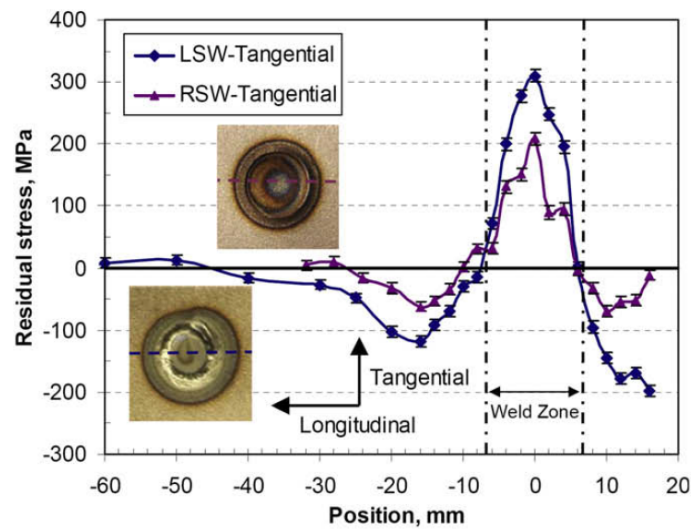 400
300
200
100
0
-100
-200
-300
Residual stress, MPa
LSW-Tangential
RSW-Tangential
Tangential
Longitudinal
Weld Zone
-60 -50 -40 -30 -20 -10 0 10 20
Position, mm